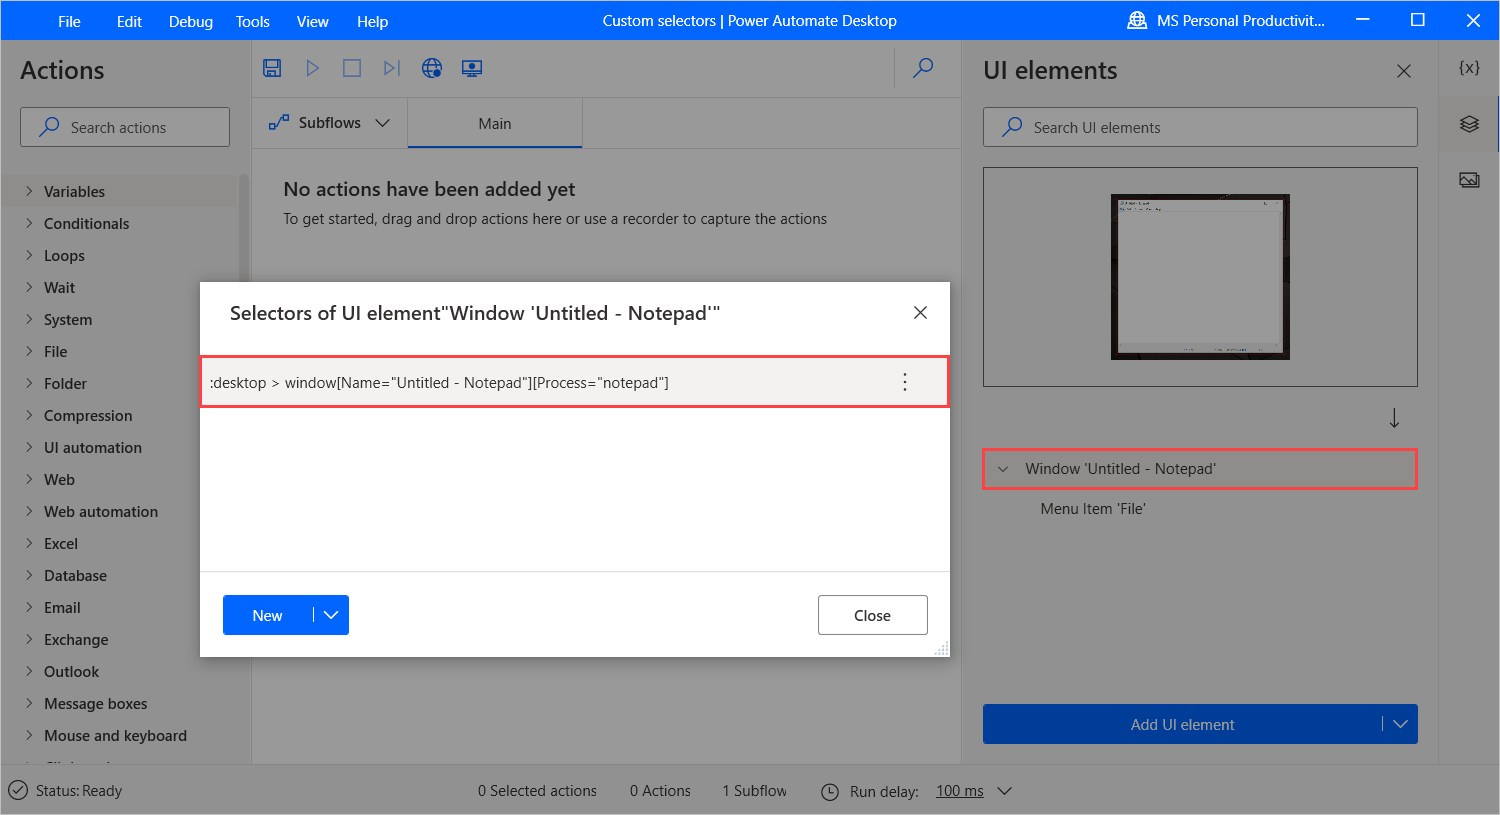 File Edit Debug Tools View Help
Custom selectors | Power Automate Desktop
MS Personal Productivit...
Actions
Search actions
Variables
Conditionals
Loops
Wait
System
File
Folder
Compression
UI automation
Web
Web automation
Excel
Database
Email
Exchange
Outlook
Message boxes
Mouse and keyboard
Subflows
Main
No actions have been added yet
To get started, drag and drop actions here or use a recorder to capture the actions
Selectors of UI element"Window 'Untitled - Notepad'"
:desktop > window[Name="Untitled - Notepad"][Process="notepad"]
New
Close
UI elements
{x}
Search UI elements
Window 'Untitled - Notepad'
Menu Item 'File'
Add UI element
Status: Ready
0 Selected actions
0 Actions
1 Subflow
Run delay:
100 ms